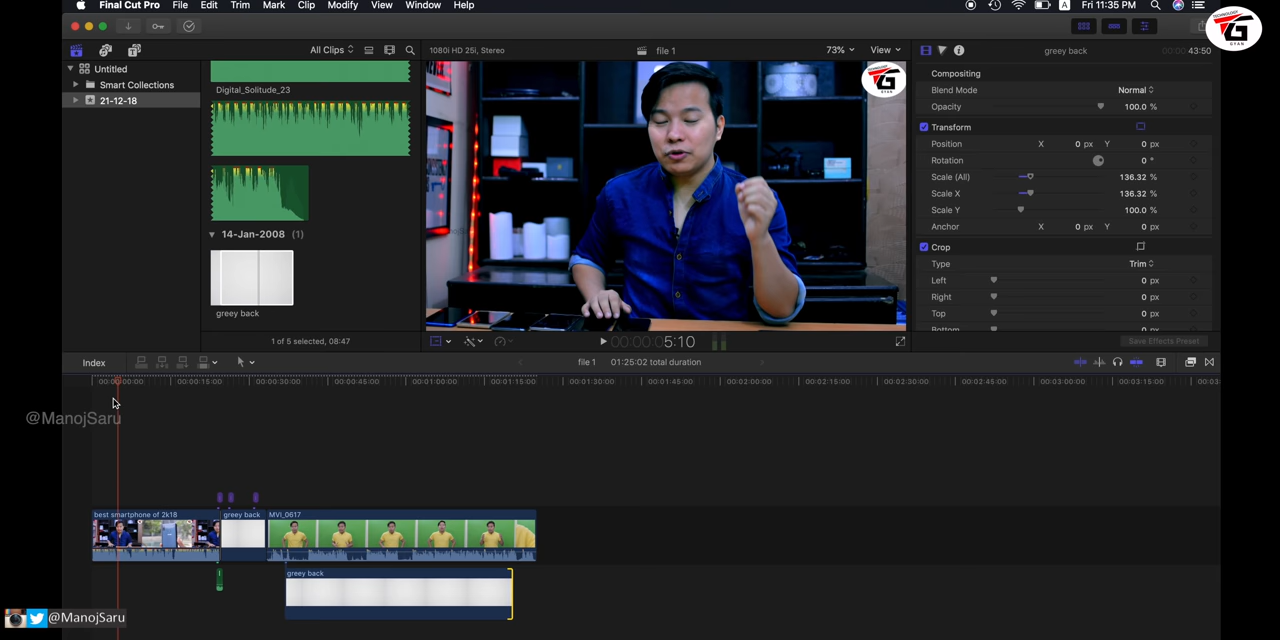 Final Cut Pro File Edit Trim Mark Clip Modify View Window Help
A Fri 11:35 PM
TECHNOLOGY
TG
GYAN
All Clips
1080i HD 25i, Stereo
file 1
73%
View
greey back
43:50
Untitled
Smart Collections
21-12-18
Digital_Solitude_23
14-Jan-2008 (1)
greey back
1 of 5 selected, 08:47
00:00:05:10
Compositing
Blend Mode Normal
Opacity 100.0 %
Transform
Position X 0 px Y 0 px
Rotation 0 °
Scale (All) 136.32 %
Scale X 136.32 %
Scale Y 100.0 %
Anchor X 0 px Y 0 px
Crop
Type Trim
Left 0 px
Right 0 px
Top 0 px
Bottom
Save Effects Preset
Index
file 1
01:25:02 total duration
00:00:00:00 00:00:15:00 00:00:30:00 00:00:45:00 00:01:00:00 00:01:15:00 00:01:30:00 00:01:45:00 00:02:00:00 00:02:15:00 00:02:30:00 00:02:45:00 00:03:00:00 00:03:15:00
@ManojSaru
best smartphone of 2k18
greey back
MVI_0617
greey back
@ManojSaru